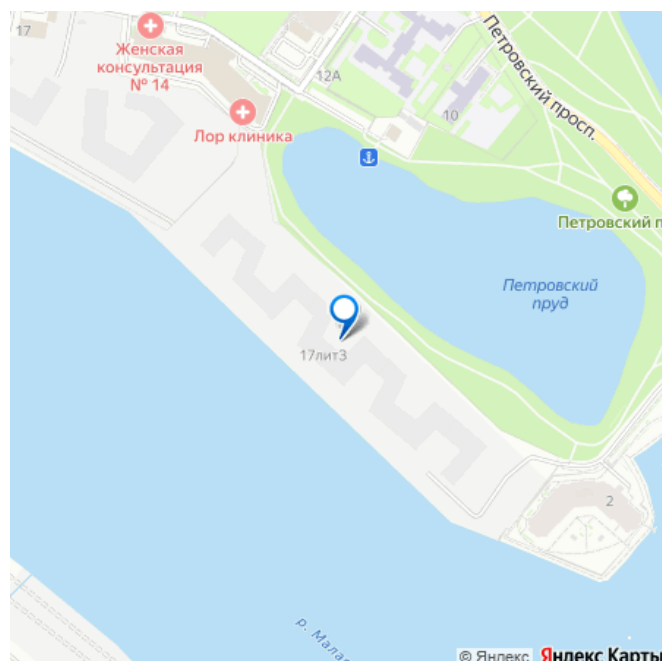 17
Женская
консультация
№ 14
12А
Петровский просп.
Лор клиника
10
Петровский п
Петровский
пруд
17лит3
2
р. Малая
© Яндекс Яндекс Карты